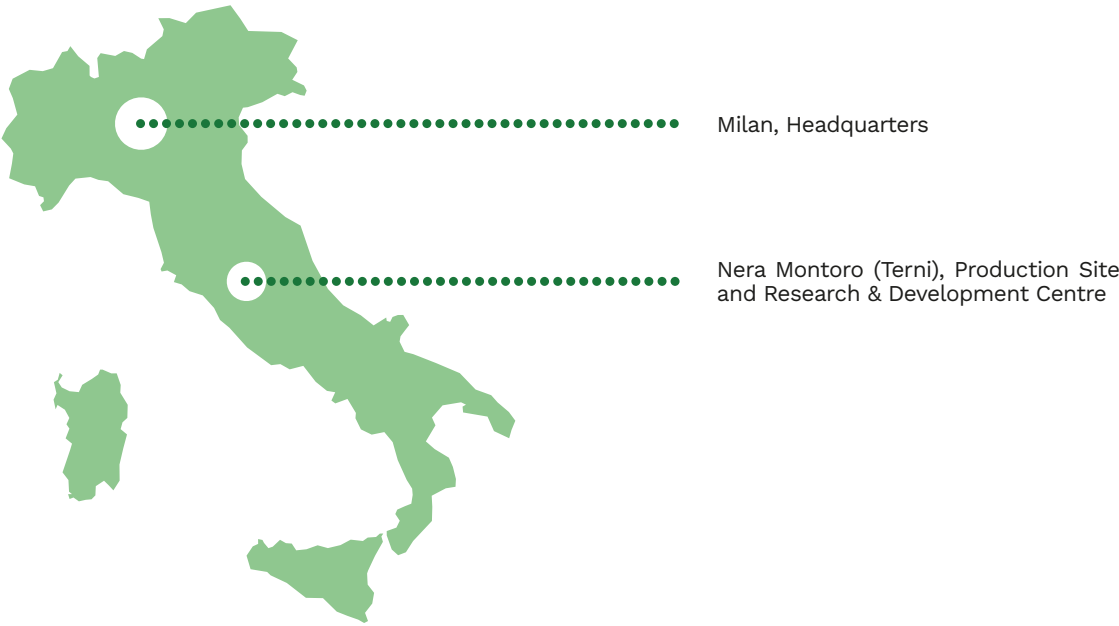 Milan, Headquarters
Nera Montoro (Terni), Production Site
and Research & Development Centre